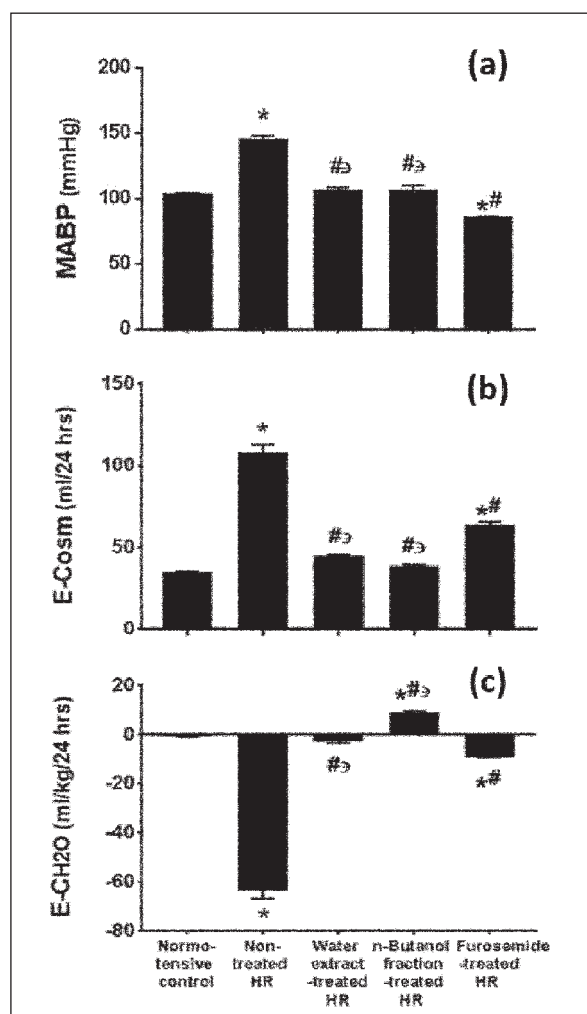 (a)
MABP (mmHg)
200
150
100
50
0
*
#϶
#϶
*#
(b)
E-Cosm (ml/24 hrs)
150
100
50
0
*
#϶
#϶
*#
(c)
E-CH2O (ml/kg/24 hrs)
20
0
-20
-40
-60
-80
*
#϶
*#϶
*#
Normo-
tensive
control
Non-
treated
HR
Water
extract
-treated
HR
n-Butanol
fraction
-treated
HR
Furosemide
-treated
HR